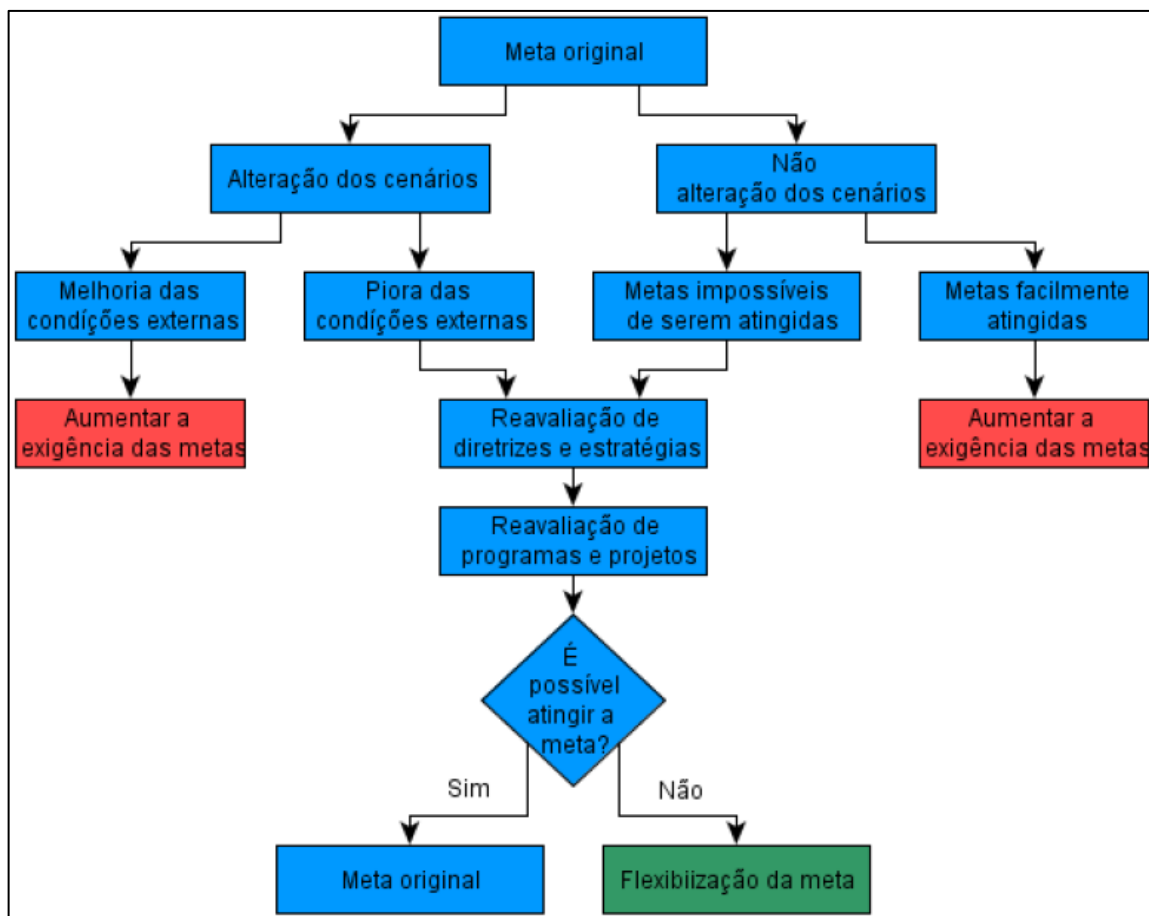 Meta original
Alteração dos cenários
Não
alteração dos cenários
Melhoria das
condíções externas
Piora das
condíções externas
Metas impossíveis
de serem atingidas
Metas facilmente
atingidas
Aumentar a
exigência das metas
Reavaliação de
diretrizes e estratégias
Aumentar a
exigência das metas
Reavaliação de
programas e projetos
É
possível
atingir a
meta?
Sim
Não
Meta original
Flexibiização da meta